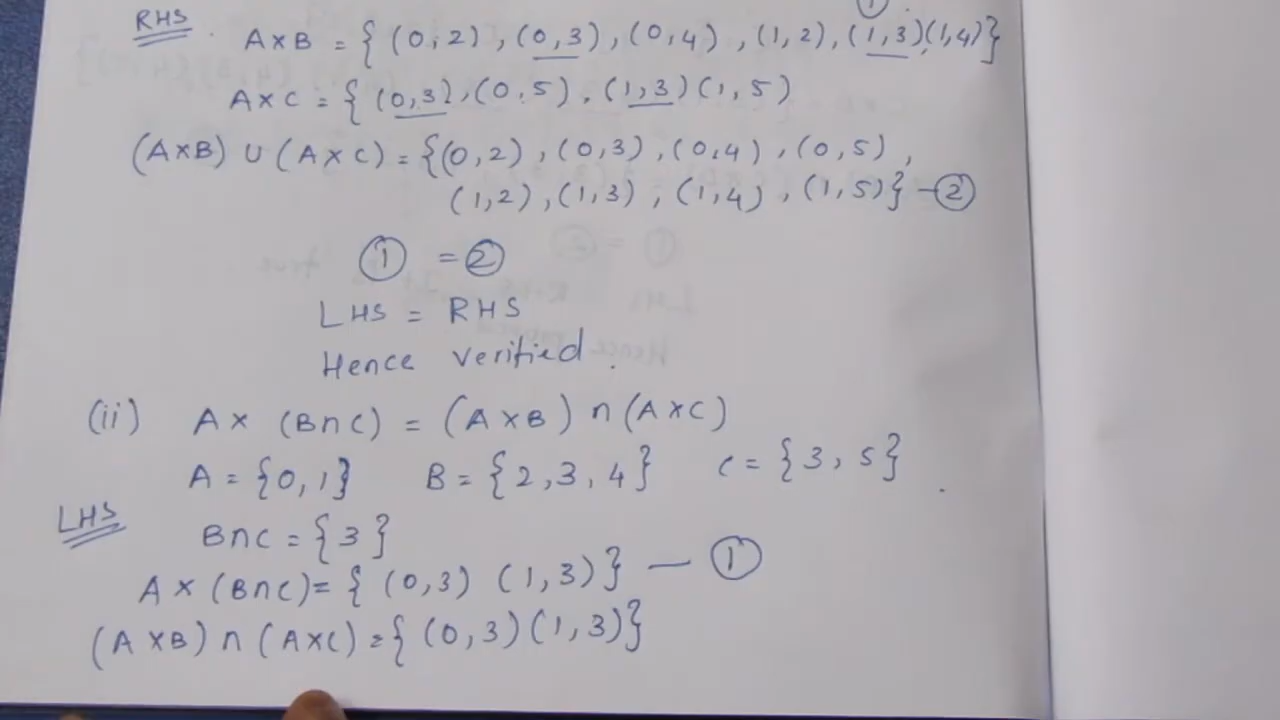 ①
RHS
A×B = { (0,2) , (0,3) , (0,4) , (1,2) , (1,3) , (1,4)}
A×C = { (0,3) , (0,5) , (1,3) (1,5)
(A×B) ∪ (A×C) = {(0,2) , (0,3) , (0,4) , (0,5) ,
(1,2) , (1,3) , (1,4) , (1,5)} - ②
① = ②
LHS = RHS
Hence verified.
(ii) A× (B∩C) = (A×B) ∩ (A×C)
A = {0,1} B = {2,3,4} C = {3,5}
LHS
B∩C = {3}
A × (B∩C) = { (0,3) (1,3)} — ①
(A×B) ∩ (A×C) = { (0,3) (1,3)}